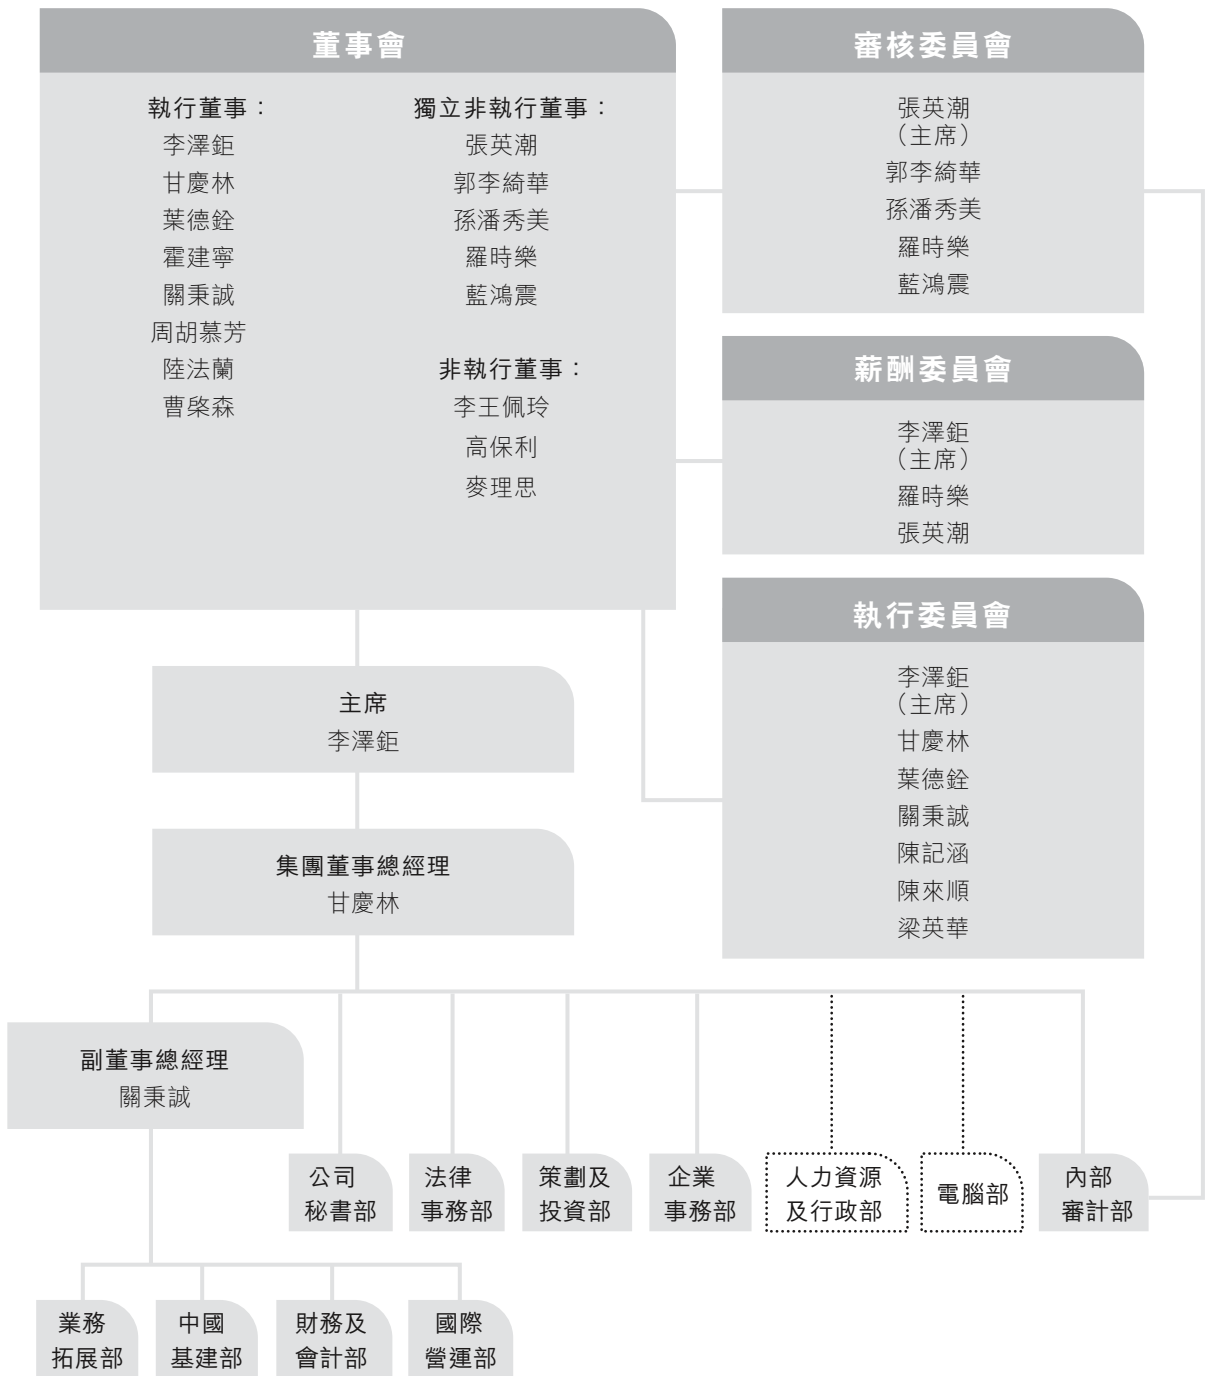 董事會
執行董事：
李澤鉅
甘慶林
葉德銓
霍建寧
關秉誠
周胡慕芳
陸法蘭
曹棨森
獨立非執行董事：
張英潮
郭李綺華
孫潘秀美
羅時樂
藍鴻震
非執行董事：
李王佩玲
高保利
麥理思
審核委員會
張英潮
（主席）
郭李綺華
孫潘秀美
羅時樂
藍鴻震
薪酬委員會
李澤鉅
（主席）
羅時樂
張英潮
執行委員會
李澤鉅
（主席）
甘慶林
葉德銓
關秉誠
陳記涵
陳來順
梁英華
主席
李澤鉅
集團董事總經理
甘慶林
副董事總經理
關秉誠
公司
秘書部
法律
事務部
策劃及
投資部
企業
事務部
人力資源
及行政部
電腦部
內部
審計部
業務
拓展部
中國
基建部
財務及
會計部
國際
營運部